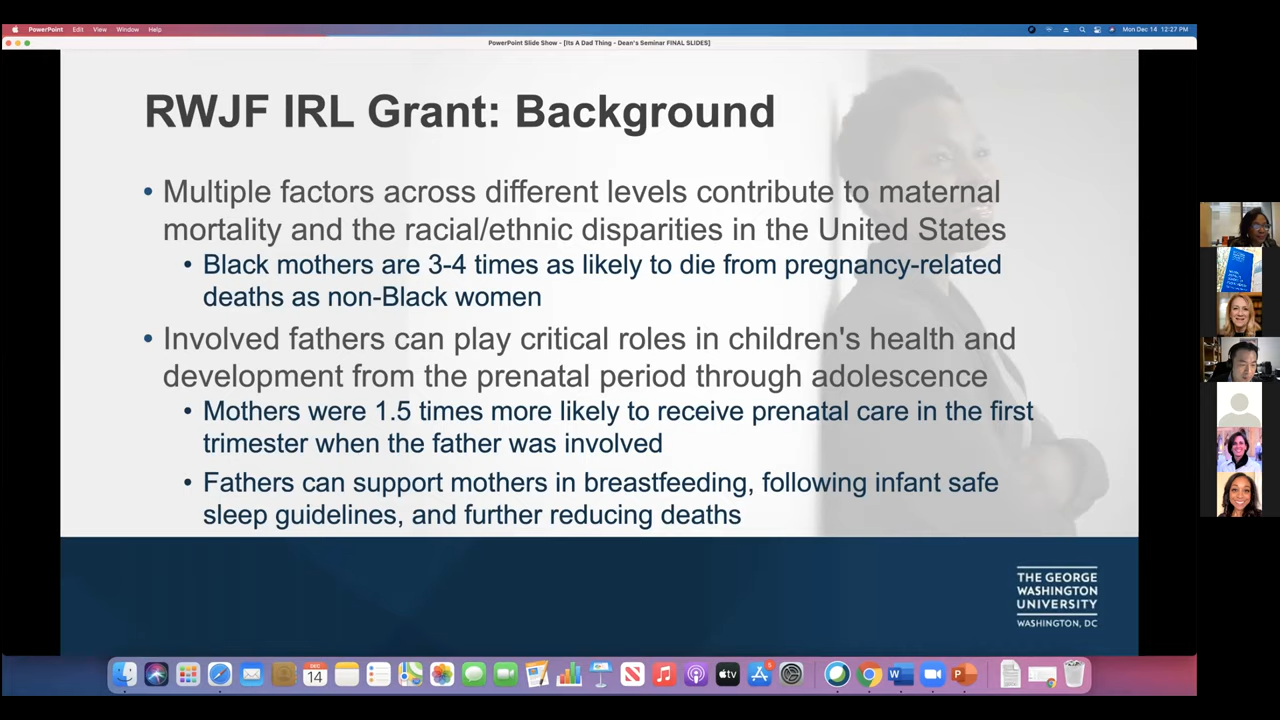 PowerPoint Edit View Window Help
Mon Dec 14 12:27 PM
PowerPoint Slide Show - [Its A Dad Thing - Dean's Seminar FINAL SLIDES]
RWJF IRL Grant: Background
• Multiple factors across different levels contribute to maternal
mortality and the racial/ethnic disparities in the United States
• Black mothers are 3-4 times as likely to die from pregnancy-related
deaths as non-Black women
• Involved fathers can play critical roles in children's health and
development from the prenatal period through adolescence
• Mothers were 1.5 times more likely to receive prenatal care in the first
trimester when the father was involved
• Fathers can support mothers in breastfeeding, following infant safe
sleep guidelines, and further reducing deaths
THE GEORGE
WASHINGTON
UNIVERSITY
WASHINGTON, DC
DEC
14
tv
W
P